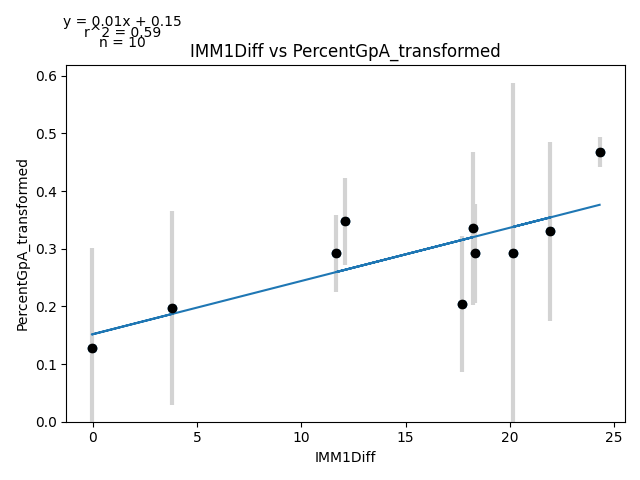 y = 0.01x + 0.15
r^2 = 0.59
n = 10
IMM1Diff vs PercentGpA_transformed
0.6
0.5
0.4
0.3
0.2
0.1
0.0
PercentGpA_transformed
0 5 10 15 20 25
IMM1Diff